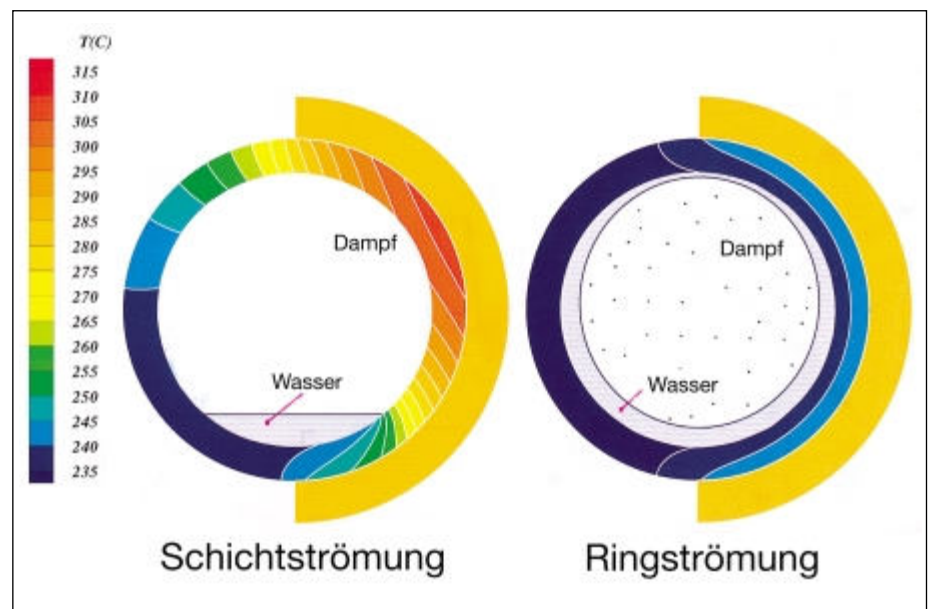 T(C)
315
310
305
300
295
290
285
280
275
270
265
260
255
250
245
240
235
Dampf
Wasser
Dampf
Wasser
Schichtströmung
Ringströmung